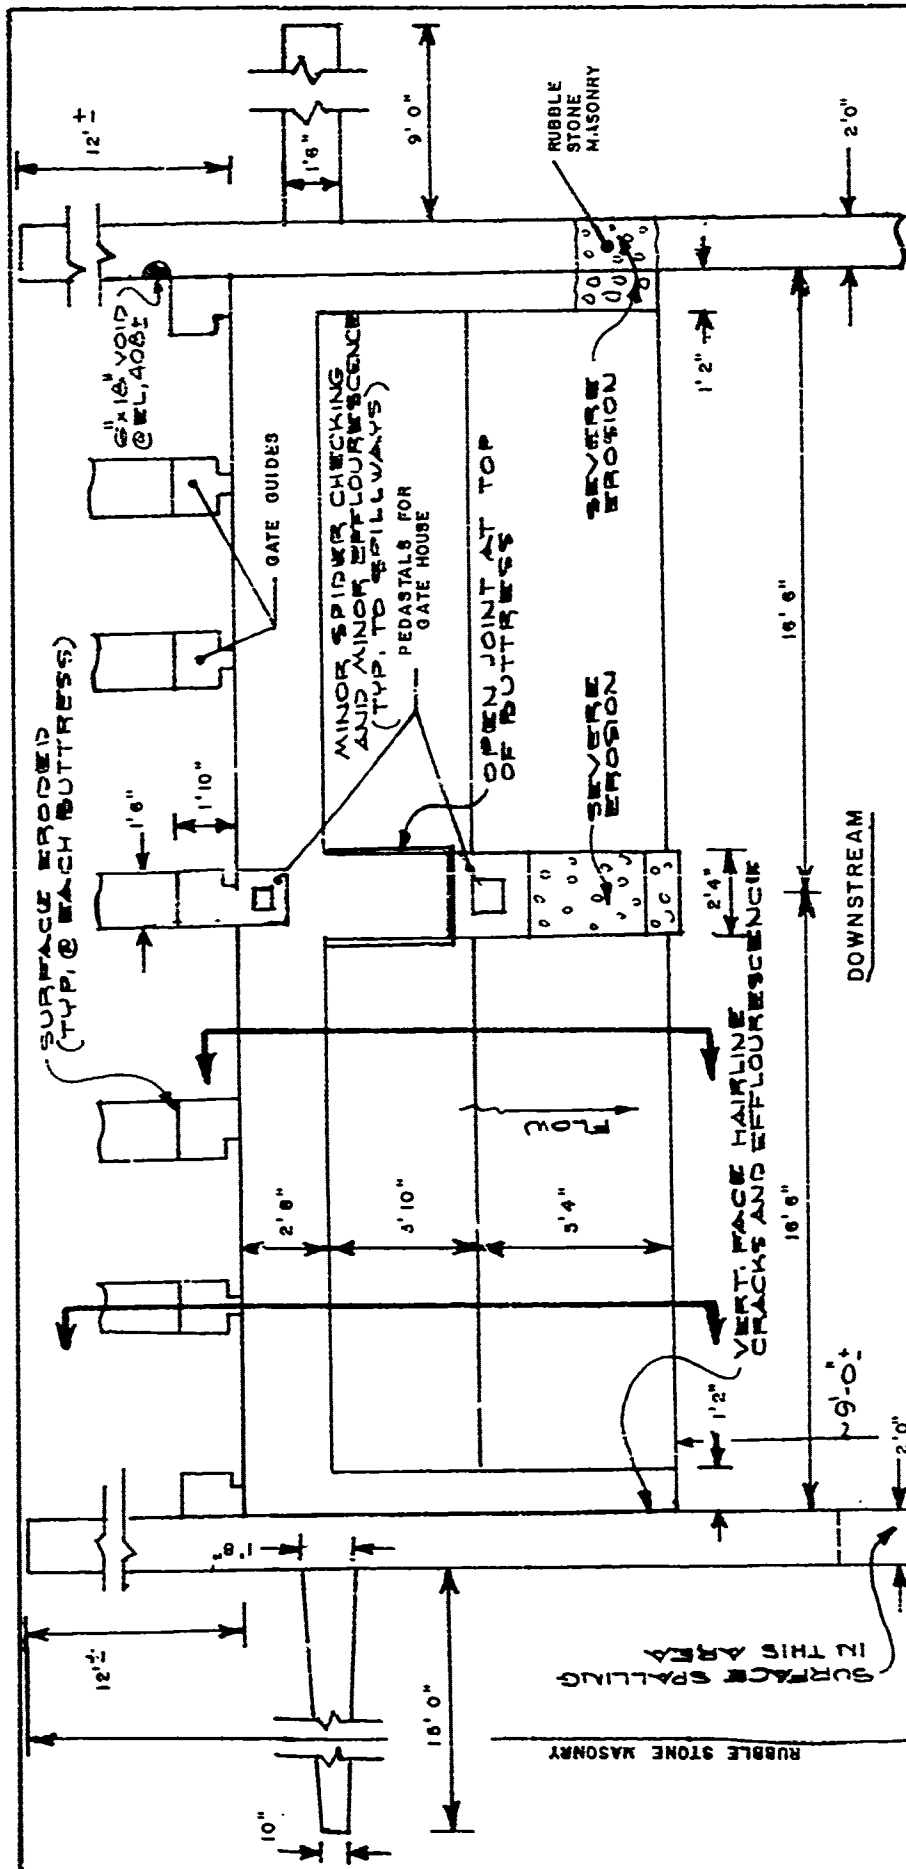 12' ±
9' 0"
1'8"
RUBBLE
STONE
MASONRY
2'0"
6"x18" VOID
@EL, 408±
GATE GUIDES
MINOR SPIDER CHECKING
AND MINOR EFFLOURESCENCE
(TYP. TO SPILLWAYS)
PEDASTALS FOR
GATE HOUSE
OPEN JOINT AT TOP
OF BUTTRESS
SEVERE
EROSION
1'2"
16' 6"
SURFACE ERODED
(TYP. @ EACH BUTTRESS)
1'6"
1'10"
SEVERE
EROSION
2'4"
DOWNSTREAM
FLOW
2' 8"
5'4"
VERT. FACE HAIRLINE
CRACKS AND EFFLOURESCENCE
16' 6"
1'2"
9'-0"±
2'0"
12'±
1'8"
15' 0"
10"
SURFACE SPALLING
IN THIS AREA
RUBBLE STONE MASONRY